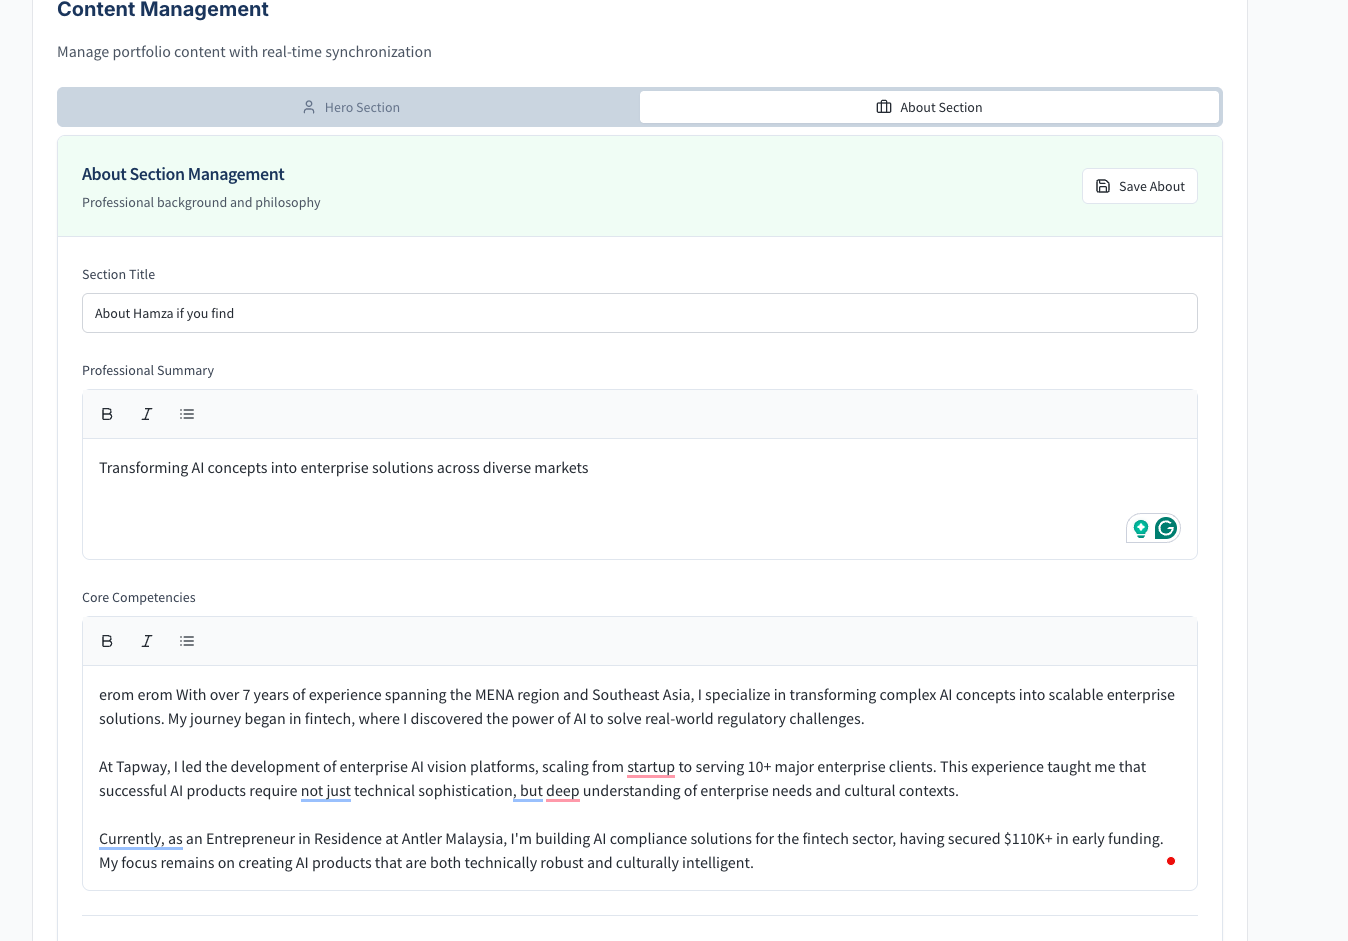 Content Management
Manage portfolio content with real-time synchronization
Hero Section
About Section
About Section Management
Professional background and philosophy
Save About
Section Title
About Hamza if you find
Professional Summary
B I
Transforming AI concepts into enterprise solutions across diverse markets
G
Core Competencies
B I
erom erom With over 7 years of experience spanning the MENA region and Southeast Asia, I specialize in transforming complex AI concepts into scalable enterprise
solutions. My journey began in fintech, where I discovered the power of AI to solve real-world regulatory challenges.
At Tapway, I led the development of enterprise AI vision platforms, scaling from startup to serving 10+ major enterprise clients. This experience taught me that
successful AI products require not just technical sophistication, but deep understanding of enterprise needs and cultural contexts.
Currently, as an Entrepreneur in Residence at Antler Malaysia, I'm building AI compliance solutions for the fintech sector, having secured $110K+ in early funding.
My focus remains on creating AI products that are both technically robust and culturally intelligent.